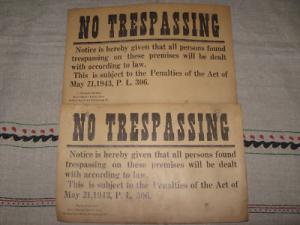 NO TRESPASSING
Notice is hereby given that all persons found
trespassing on these premises will be dealt
with according to law.
This is subject to the Penalties of the Act of
May 21,1943, P. L. 306.
NO TRESPASSING
Notice is hereby given that all persons found
trespassing on these premises will be dealt
with according to law.
This is subject to the Penalties of the Act of
May 21,1943, P. L. 306.